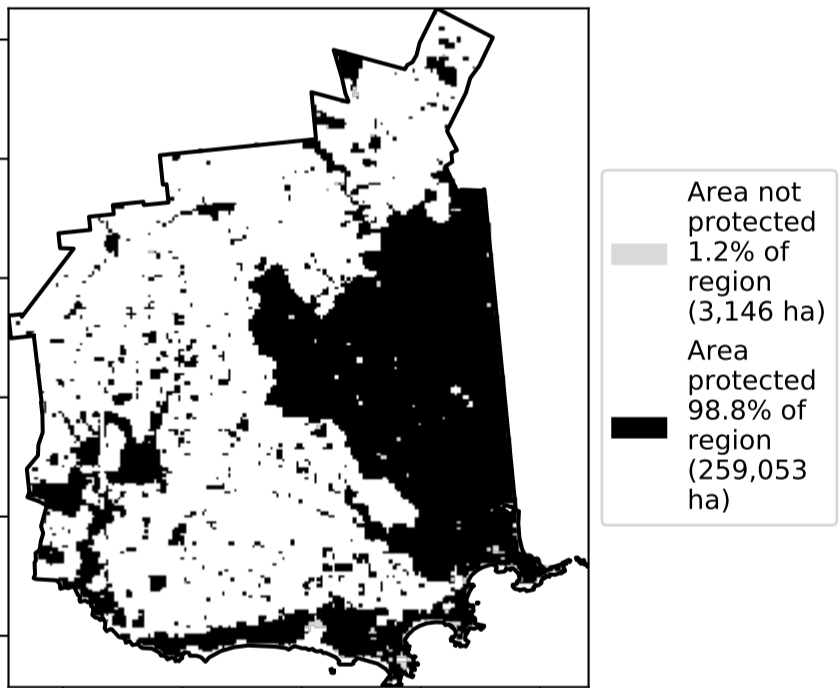 Area not
protected
1.2% of
region
(3,146 ha)
Area
protected
98.8% of
region
(259,053
ha)